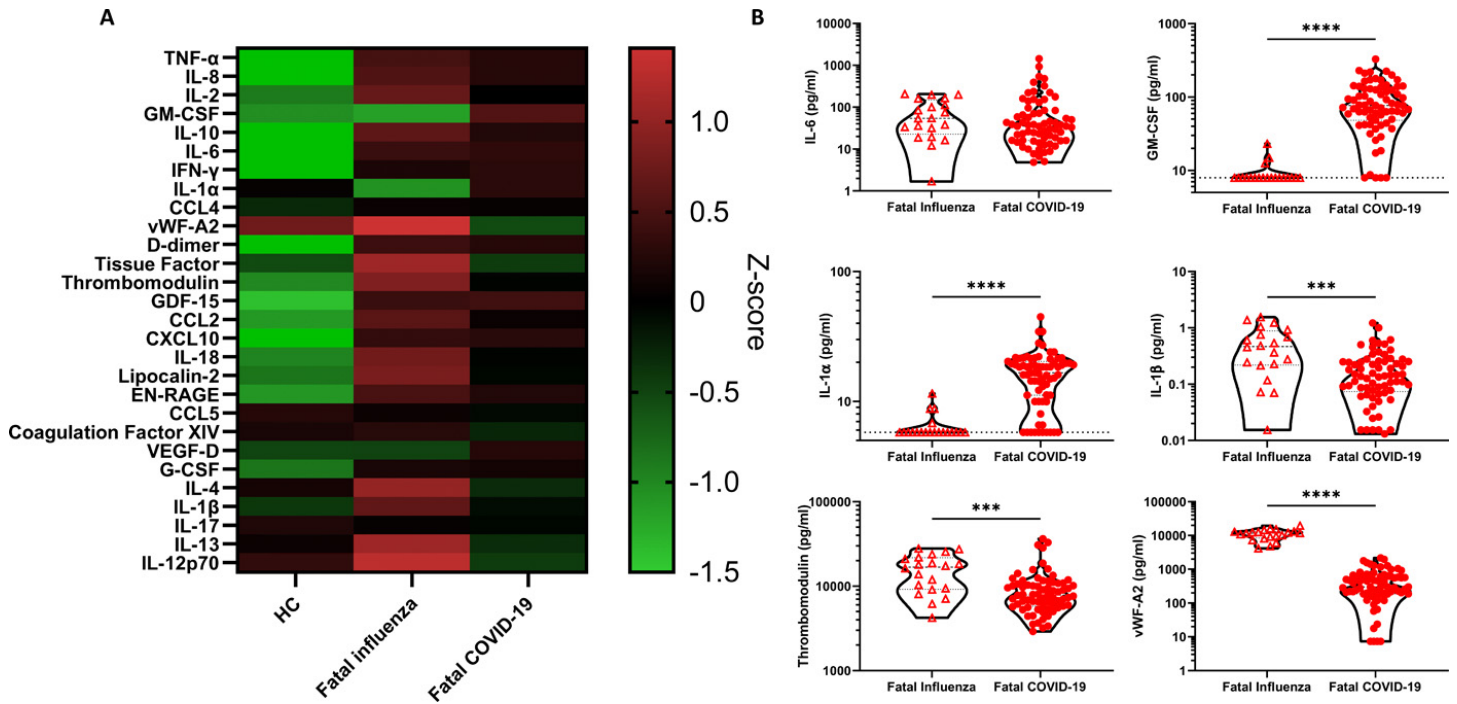 A
TNF-α
IL-8
IL-2
GM-CSF
IL-10
IL-6
IFN-γ
IL-1α
CCL4
vWF-A2
D-dimer
Tissue Factor
Thrombomodulin
GDF-15
CCL2
CXCL10
IL-18
Lipocalin-2
EN-RAGE
CCL5
Coagulation Factor XIV
VEGF-D
G-CSF
IL-4
IL-1β
IL-17
IL-13
IL-12p70
HC
Fatal influenza
Fatal COVID-19
1.0
0.5
0
-0.5
-1.0
-1.5
Z-score
B
IL-6 (pg/ml)
10000
1000
100
10
1
Fatal Influenza
Fatal COVID-19
GM-CSF (pg/ml)
1000
100
10
****
Fatal Influenza
Fatal COVID-19
IL-1α (pg/ml)
100
10
****
Fatal Influenza
Fatal COVID-19
IL-1β (pg/ml)
10
1
0.1
0.01
***
Fatal Influenza
Fatal COVID-19
Thrombomodulin (pg/ml)
100000
10000
1000
***
Fatal Influenza
Fatal COVID-19
vWF-A2 (pg/ml)
100000
10000
1000
100
10
1
****
Fatal Influenza
Fatal COVID-19